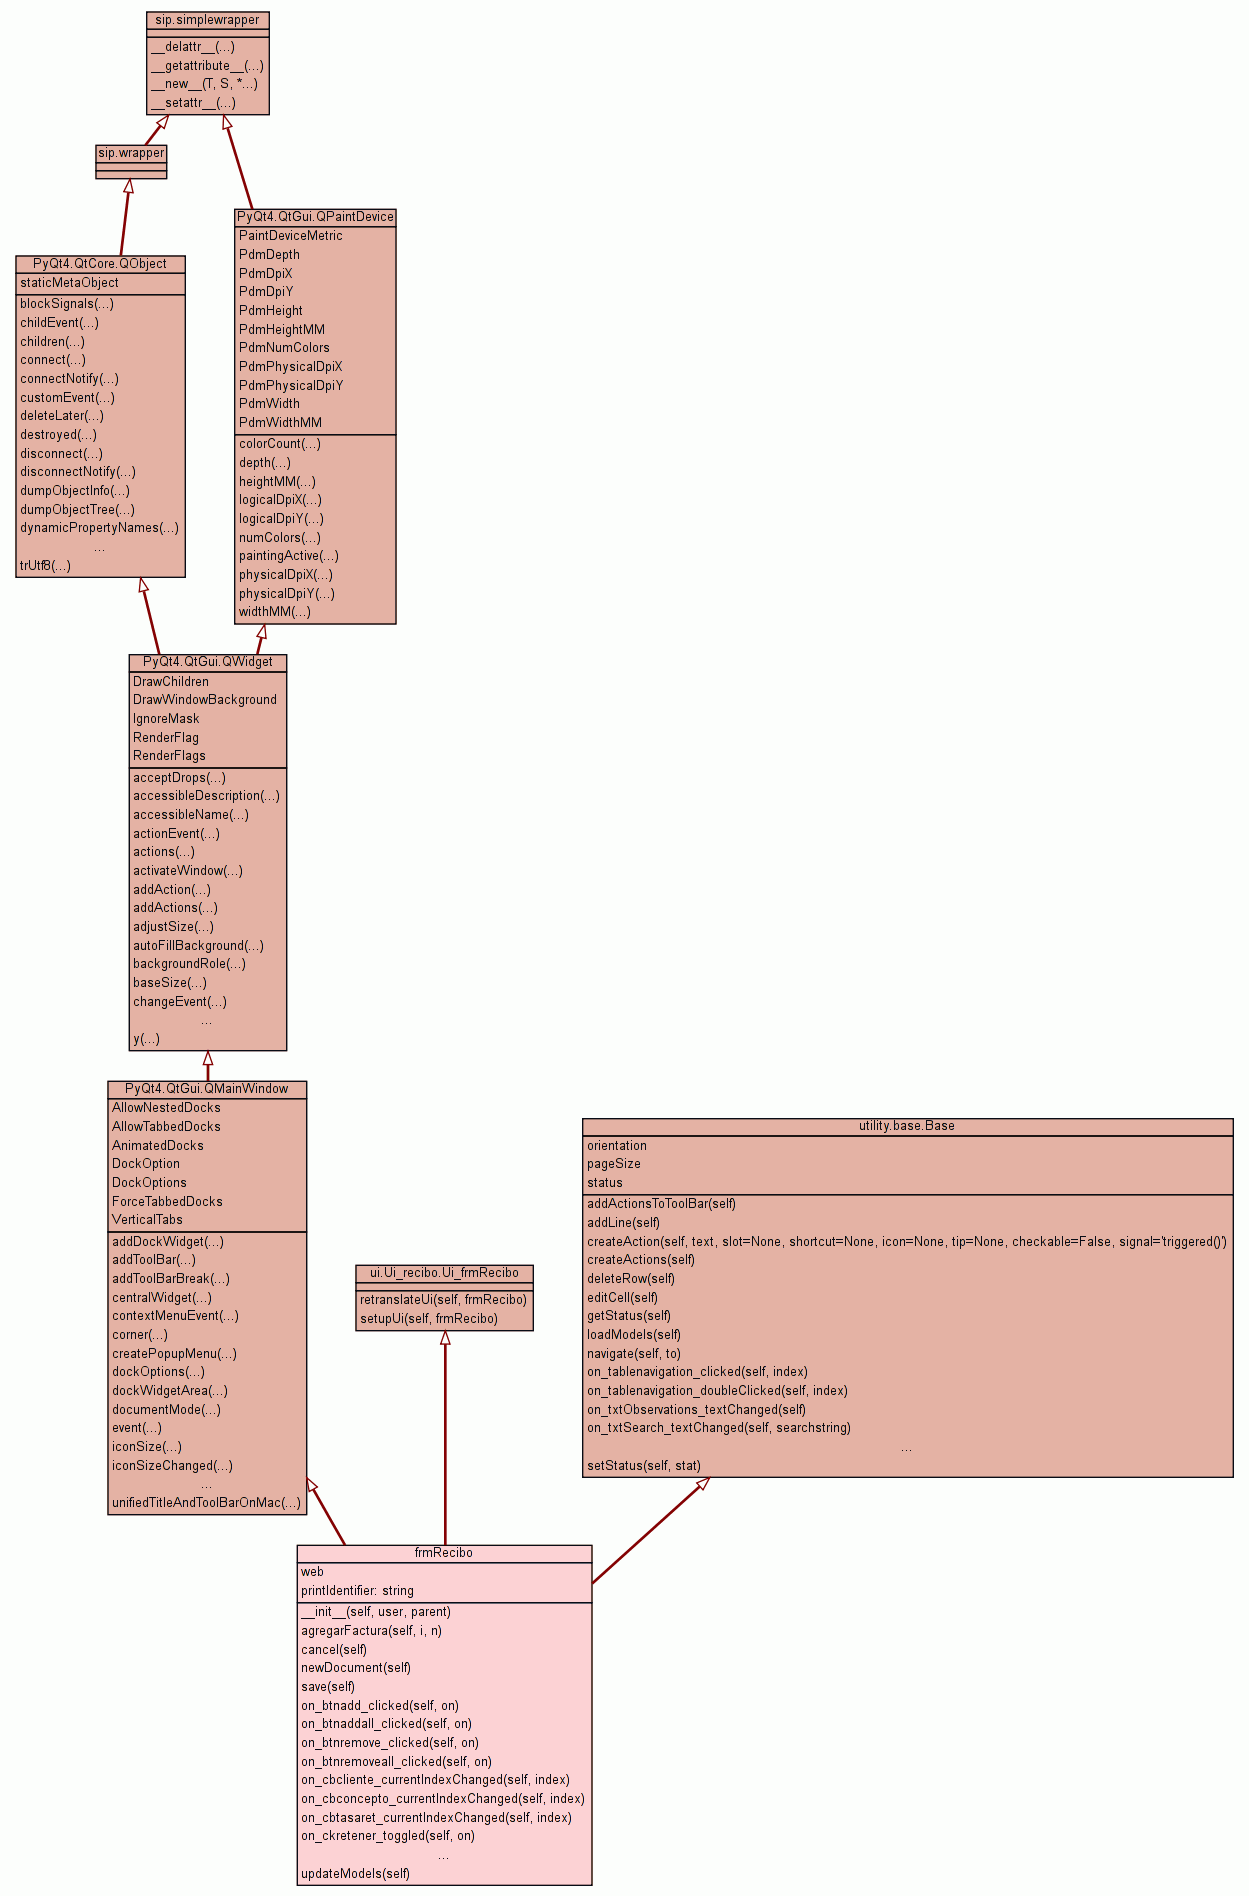 sip.simplewrapper
__delattr__(...)
__getattribute__(...)
__new__(T, S, *...)
__setattr__(...)
sip.wrapper
PyQt4.QtGui.QPaintDevice
PaintDeviceMetric
PdmDepth
PdmDpiX
PdmDpiY
PdmHeight
PdmHeightMM
PdmNumColors
PdmPhysicalDpiX
PdmPhysicalDpiY
PdmWidth
PdmWidthMM
colorCount(...)
depth(...)
heightMM(...)
logicalDpiX(...)
logicalDpiY(...)
numColors(...)
paintingActive(...)
physicalDpiX(...)
physicalDpiY(...)
widthMM(...)
PyQt4.QtCore.QObject
staticMetaObject
blockSignals(...)
childEvent(...)
children(...)
connect(...)
connectNotify(...)
customEvent(...)
deleteLater(...)
destroyed(...)
disconnect(...)
disconnectNotify(...)
dumpObjectInfo(...)
dumpObjectTree(...)
dynamicPropertyNames(...)
...
trUtf8(...)
PyQt4.QtGui.QWidget
DrawChildren
DrawWindowBackground
IgnoreMask
RenderFlag
RenderFlags
acceptDrops(...)
accessibleDescription(...)
accessibleName(...)
actionEvent(...)
actions(...)
activateWindow(...)
addAction(...)
addActions(...)
adjustSize(...)
autoFillBackground(...)
backgroundRole(...)
baseSize(...)
changeEvent(...)
...
y(...)
PyQt4.QtGui.QMainWindow
AllowNestedDocks
AllowTabbedDocks
AnimatedDocks
DockOption
DockOptions
ForceTabbedDocks
VerticalTabs
addDockWidget(...)
addToolBar(...)
addToolBarBreak(...)
centralWidget(...)
contextMenuEvent(...)
corner(...)
createPopupMenu(...)
dockOptions(...)
dockWidgetArea(...)
documentMode(...)
event(...)
iconSize(...)
iconSizeChanged(...)
...
unifiedTitleAndToolBarOnMac(...)
ui.Ui_recibo.Ui_frmRecibo
retranslateUi(self, frmRecibo)
setupUi(self, frmRecibo)
utility.base.Base
orientation
pageSize
status
addActionsToToolBar(self)
addLine(self)
createAction(self, text, slot=None, shortcut=None, icon=None, tip=None, checkable=False, signal='triggered()')
createActions(self)
deleteRow(self)
editCell(self)
getStatus(self)
loadModels(self)
navigate(self, to)
on_tablenavigation_clicked(self, index)
on_tablenavigation_doubleClicked(self, index)
on_txtObservations_textChanged(self)
on_txtSearch_textChanged(self, searchstring)
...
setStatus(self, stat)
frmRecibo
web
printIdentifier: string
__init__(self, user, parent)
agregarFactura(self, i, n)
cancel(self)
newDocument(self)
save(self)
on_btnadd_clicked(self, on)
on_btnaddall_clicked(self, on)
on_btnremove_clicked(self, on)
on_btnremoveall_clicked(self, on)
on_cbcliente_currentIndexChanged(self, index)
on_cbconcepto_currentIndexChanged(self, index)
on_cbtasaret_currentIndexChanged(self, index)
on_ckretener_toggled(self, on)
...
updateModels(self)